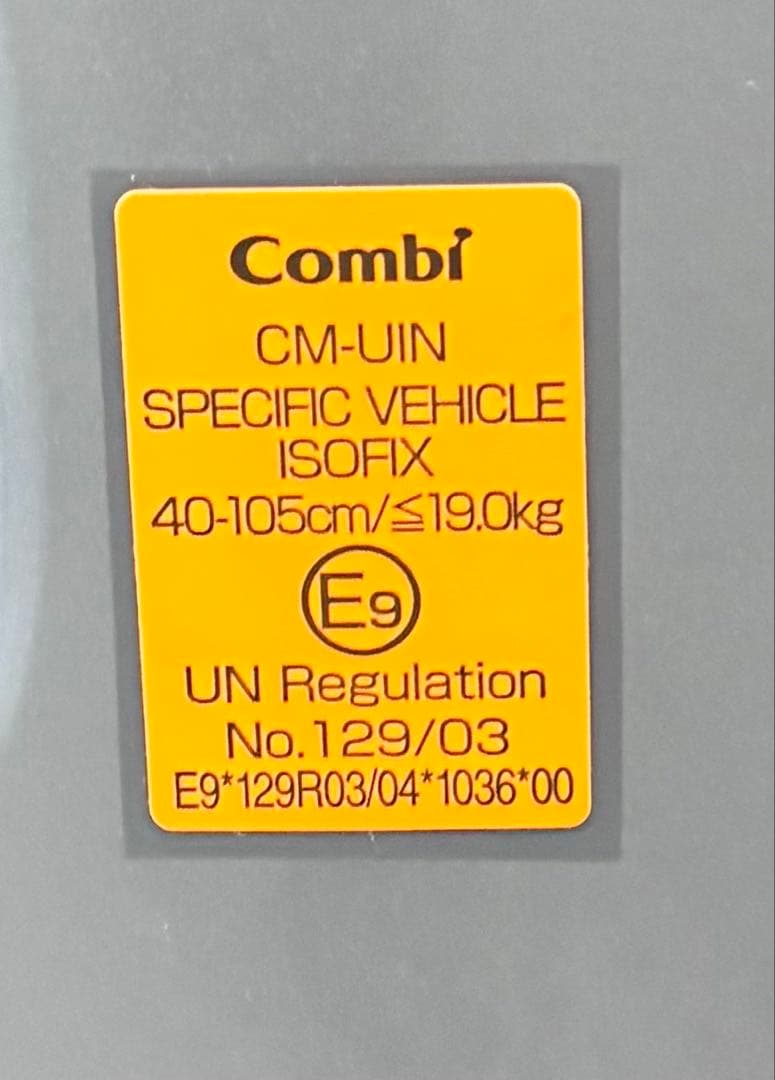 Combi
CM-UIN
SPECIFIC VEHICLE
ISOFIX
40-105cm/≦19.0kg
E9
UN Regulation
No.129/03
E9*129R03/04*1036*00